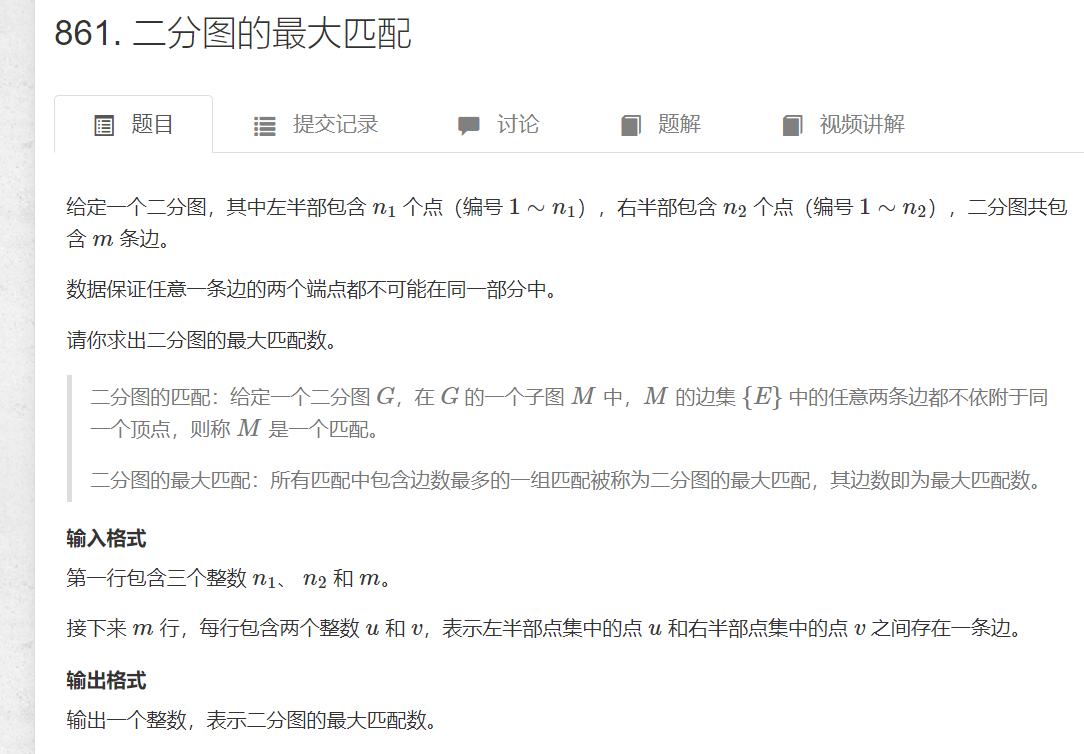 861. 二分图的最大匹配
题目 提交记录 讨论 题解 视频讲解
给定一个二分图，其中左半部包含 n₁ 个点（编号 1 ∼ n₁），右半部包含 n₂ 个点（编号 1 ∼ n₂），二分图共包
含 m 条边。
数据保证任意一条边的两个端点都不可能在同一部分中。
请你求出二分图的最大匹配数。
二分图的匹配：给定一个二分图 G，在 G 的一个子图 M 中，M 的边集 {E} 中的任意两条边都不依附于同
一个顶点，则称 M 是一个匹配。
二分图的最大匹配：所有匹配中包含边数最多的一组匹配被称为二分图的最大匹配，其边数即为最大匹配数。
输入格式
第一行包含三个整数 n₁、 n₂ 和 m。
接下来 m 行，每行包含两个整数 u 和 v，表示左半部点集中的点 u 和右半部点集中的点 v 之间存在一条边。
输出格式
输出一个整数，表示二分图的最大匹配数。